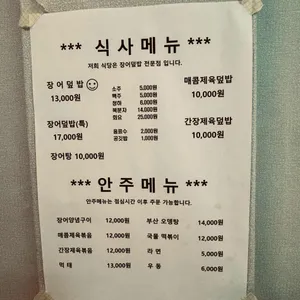 *** 식사메뉴 ***
저희 식당은 장어덮밥 전문점 입니다.
장어덮밥
13,000원
장어덮밥(특)
17,000원
장어탕 10,000원
소주 5,000원
맥주 5,000원
청하 6,000원
복분자 14,000원
화요 25,000원
음료수 2,000원
공깃밥 1,000원
매콤제육덮밥
10,000원
간장제육덮밥
10,000원
*** 안주메뉴 ***
안주메뉴는 점심시간 이후 주문 가능합니다.
장어양념구이 12,000원
매콤제육볶음 12,000원
간장제육볶음 12,000원
먹태 13,000원
부산 오뎅탕 14,000원
국물 떡볶이 12,000원
라면 5,000원
우동 6,000원